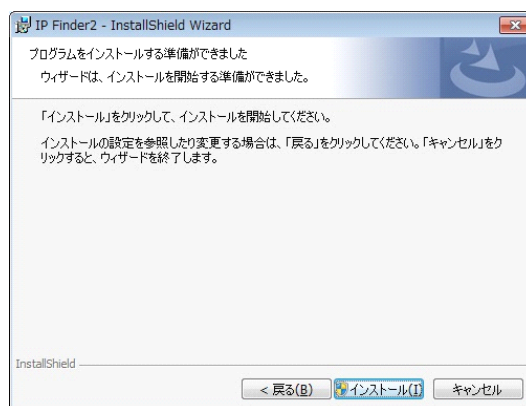 IP Finder2 - InstallShield Wizard
プログラムをインストールする準備ができました
ウィザードは、インストールを開始する準備ができました。
「インストール」をクリックして、インストールを開始してください。
インストールの設定を参照したり変更する場合は、「戻る」をクリックしてください。「キャンセル」をク
リックすると、ウィザードを終了します。
InstallShield
< 戻る(B)
インストール(I)
キャンセル